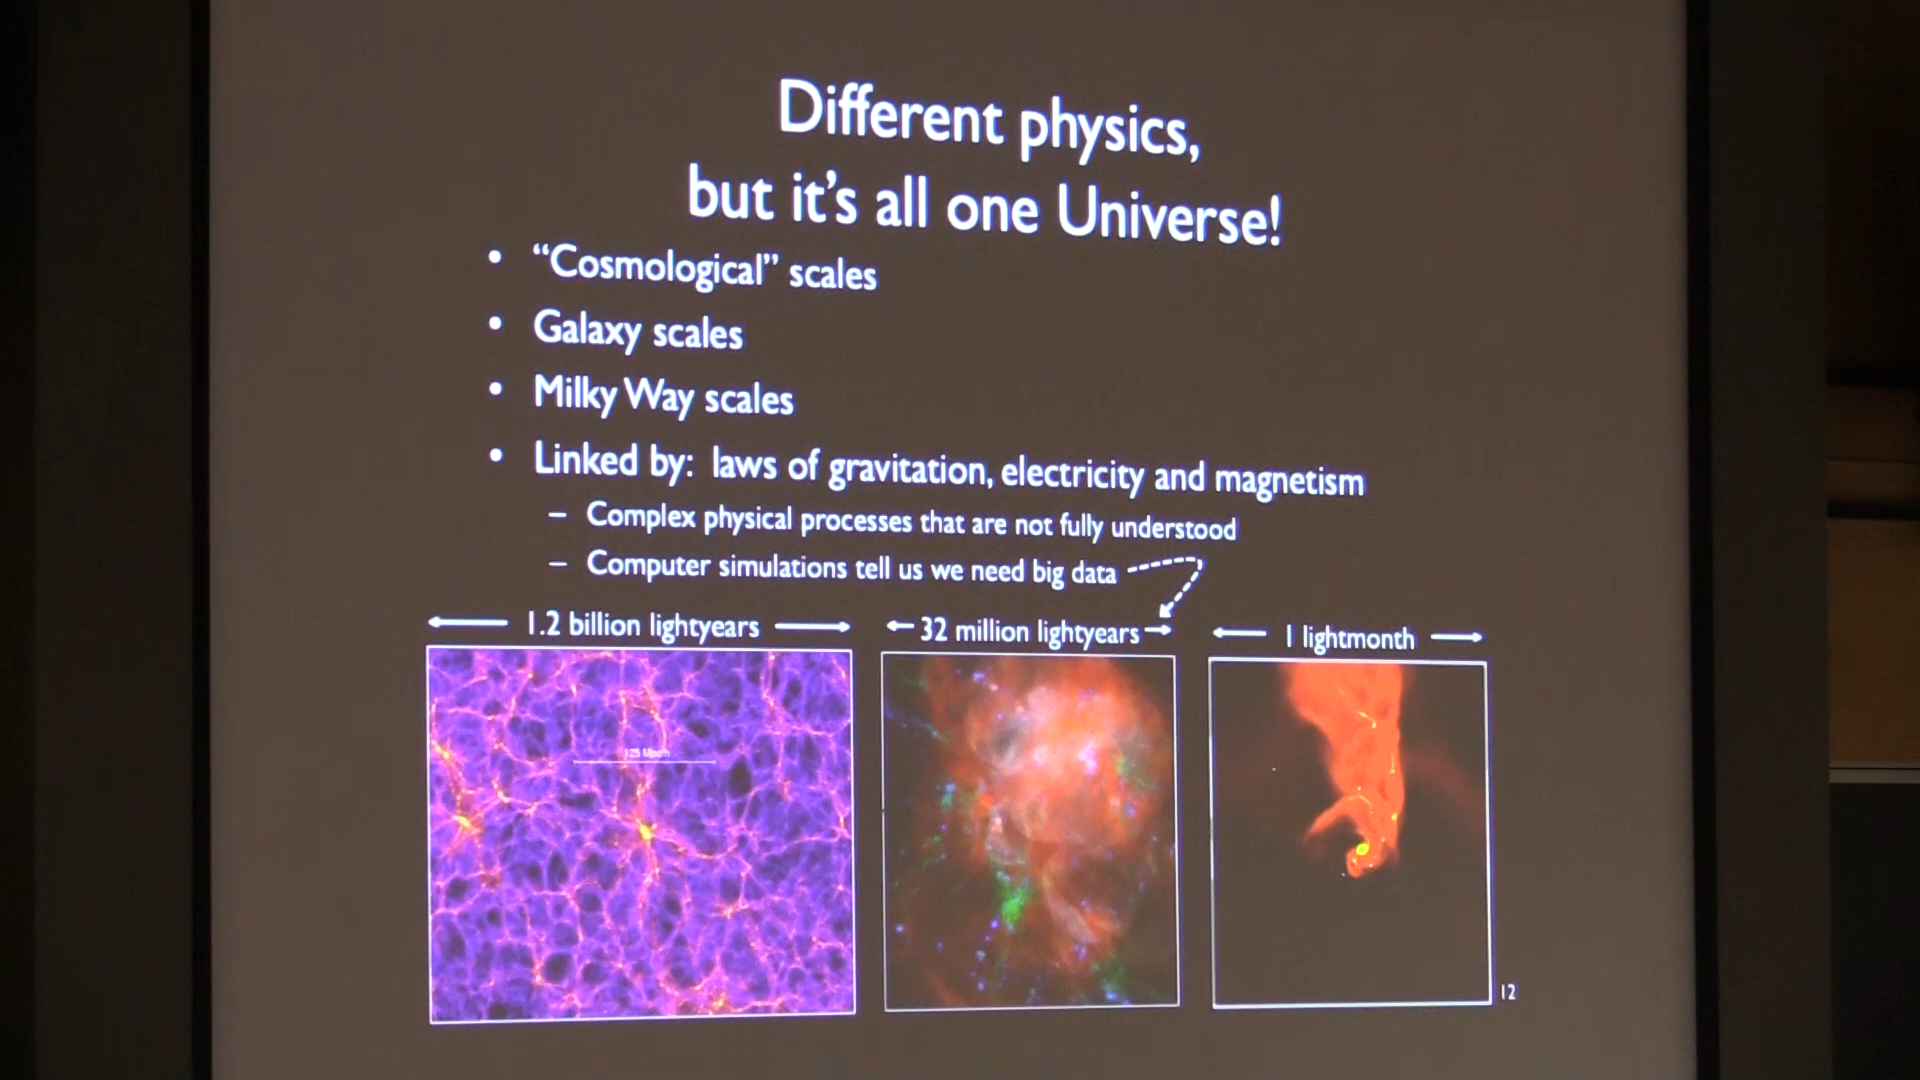 Different physics,
but it's all one Universe!
• “Cosmological” scales
• Galaxy scales
• Milky Way scales
• Linked by: laws of gravitation, electricity and magnetism
– Complex physical processes that are not fully understood
– Computer simulations tell us we need big data
1.2 billion lightyears
32 million lightyears
1 lightmonth
125 Mpc/h
12